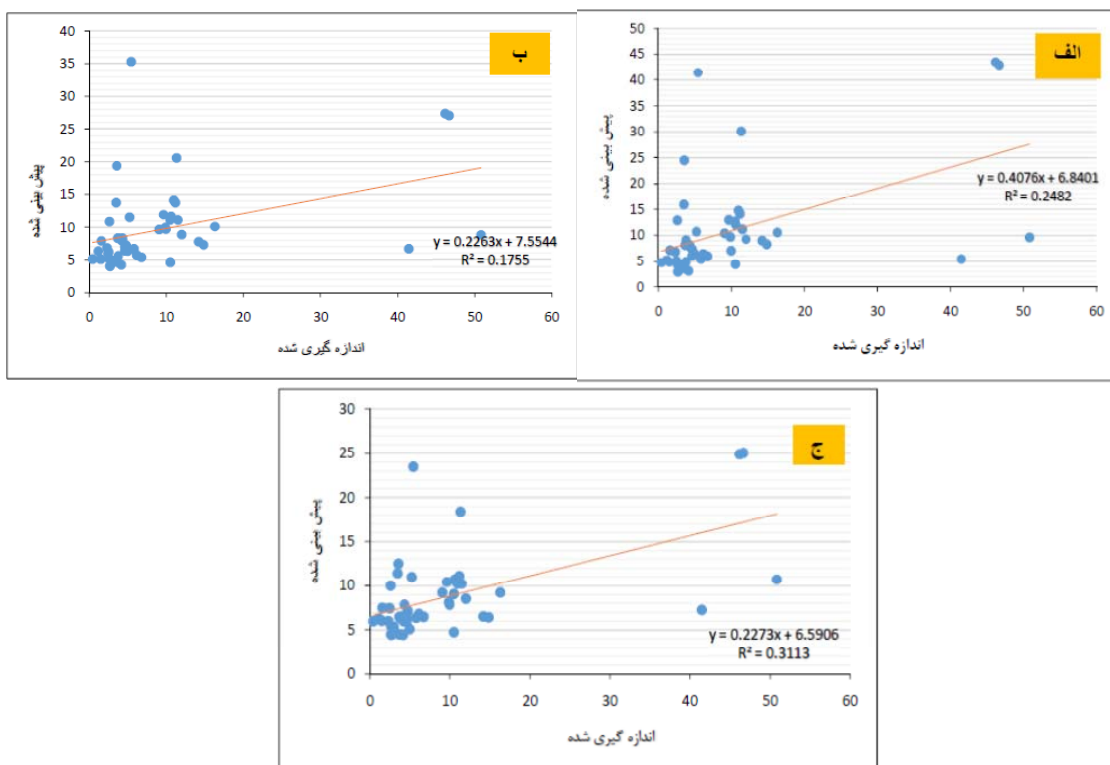 الف
50
45
40
35
30
25
20
15
10
5
0
پیش بینی شده
y = 0.4076x + 6.8401
R² = 0.2482
0 10 20 30 40 50 60
اندازه گیری شده
ب
40
35
30
25
20
15
10
5
0
پیش بینی شده
y = 0.2263x + 7.5544
R² = 0.1755
0 10 20 30 40 50 60
اندازه گیری شده
ج
30
25
20
15
10
5
0
پیش بینی شده
y = 0.2273x + 6.5906
R² = 0.3113
0 10 20 30 40 50 60
اندازه گیری شده